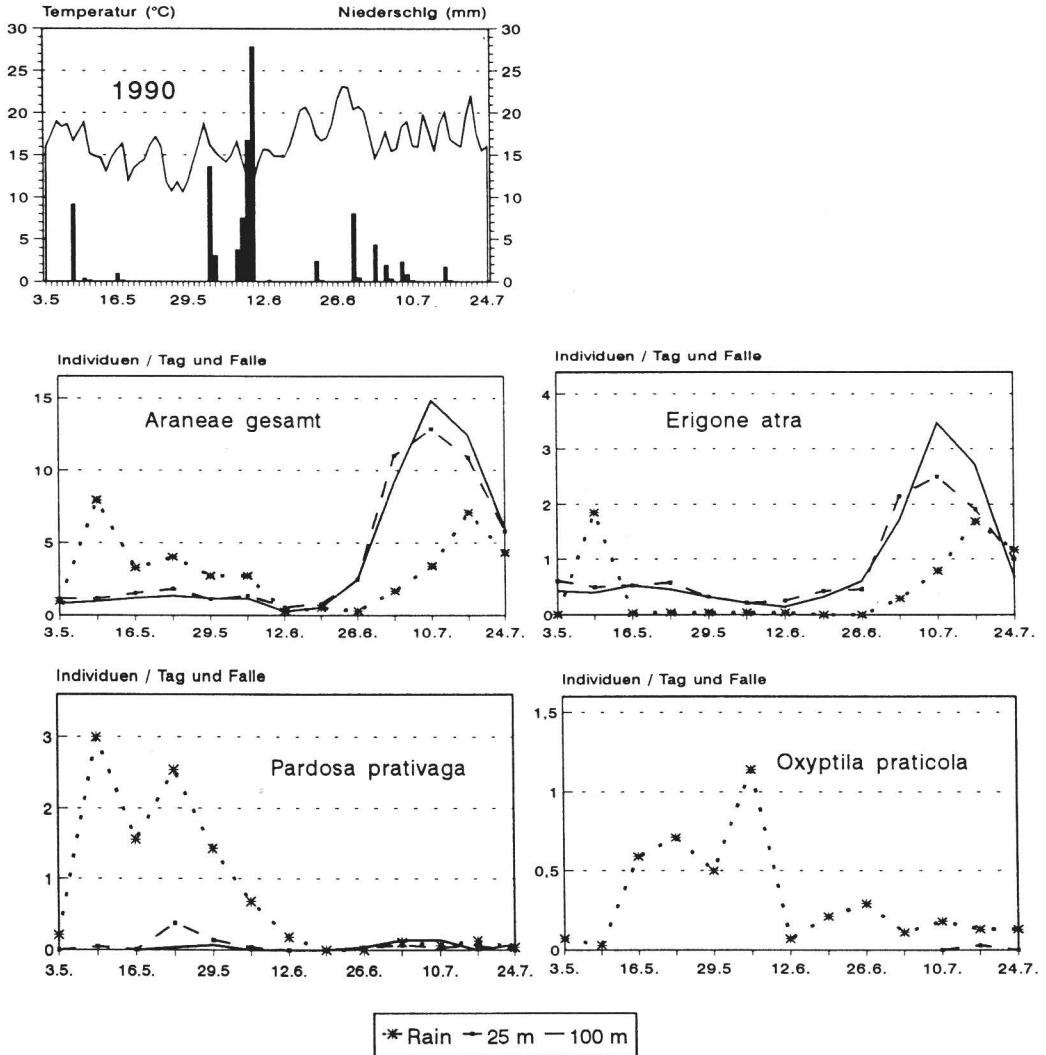 Temperatur (°C) Niederschlg (mm)
30 30
25 25
1990
20 20
15 15
10 10
5 5
0 0
3.5 16.5 29.5 12.6 26.6 10.7 24.7
Individuen / Tag und Falle
15
Araneae gesamt
10
5
0
3.5. 16.5. 29.5 12.6 26.6. 10.7. 24.7.
Individuen / Tag und Falle
4
Erigone atra
3
2
1
0
3.5. 16.5. 29.5 12.6. 26.6. 10.7. 24.7.
Individuen / Tag und Falle
3
Pardosa prativaga
2
1
0
3.5. 16.5. 29.5 12.6. 26.6. 10.7. 24.7.
Individuen / Tag und Falle
1,5
Oxyptila praticola
1
0,5
0
3.5. 16.5. 29.5 12.6. 26.6. 10.7. 24.7.
Rain 25 m 100 m